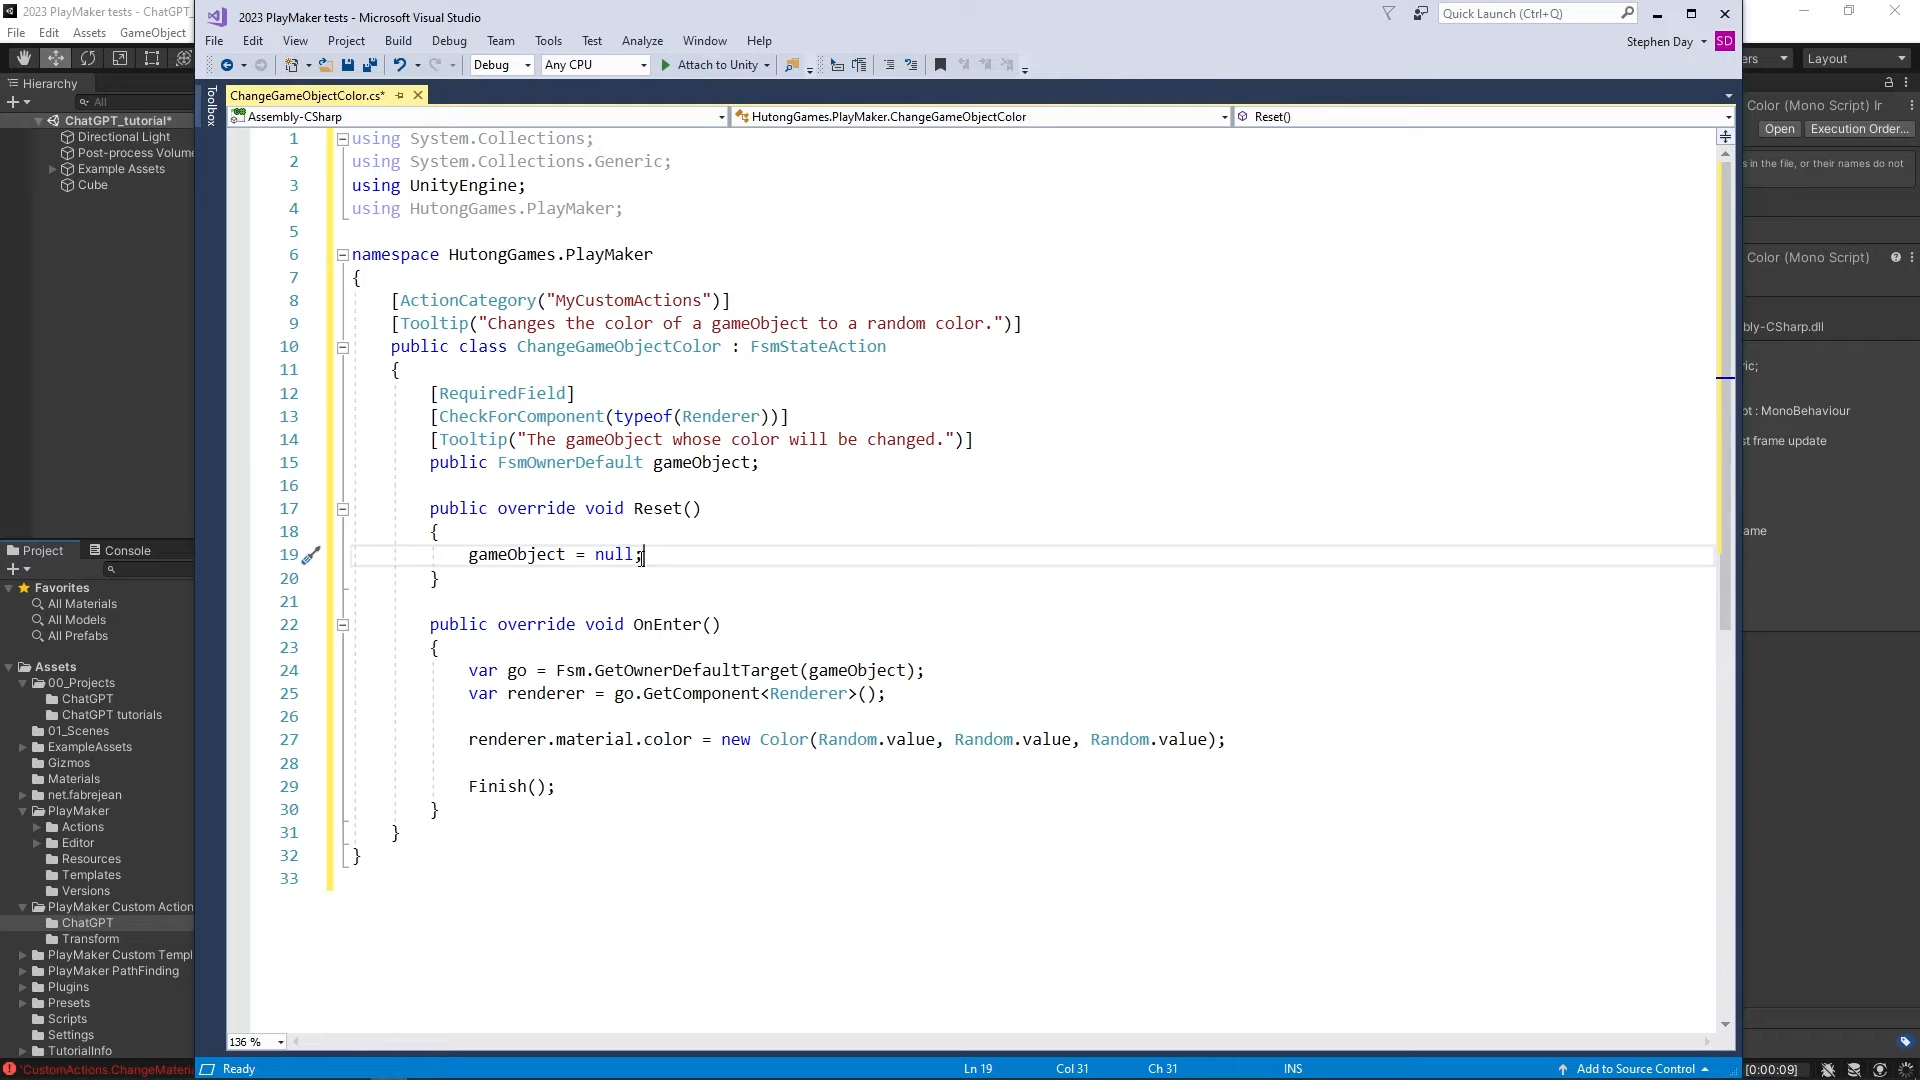 2023 PlayMaker tests - ChatGPT_
2023 PlayMaker tests - Microsoft Visual Studio
Quick Launch (Ctrl+Q)
File Edit Assets GameObject
File Edit View Project Build Debug Team Tools Test Analyze Window Help
Stephen Day SD
Debug Any CPU Attach to Unity
ers Layout
Hierarchy
All
ChatGPT_tutorial*
Directional Light
Post-process Volume
Example Assets
Cube
Toolbox
ChangeGameObjectColor.cs*
Assembly-CSharp HutongGames.PlayMaker.ChangeGameObjectColor Reset()
1 using System.Collections;
2 using System.Collections.Generic;
3 using UnityEngine;
4 using HutongGames.PlayMaker;
5
6 namespace HutongGames.PlayMaker
7 {
8 [ActionCategory("MyCustomActions")]
9 [Tooltip("Changes the color of a gameObject to a random color.")]
10 public class ChangeGameObjectColor : FsmStateAction
11 {
12 [RequiredField]
13 [CheckForComponent(typeof(Renderer))]
14 [Tooltip("The gameObject whose color will be changed.")]
15 public FsmOwnerDefault gameObject;
16
17 public override void Reset()
18 {
19 gameObject = null;
20 }
21
22 public override void OnEnter()
23 {
24 var go = Fsm.GetOwnerDefaultTarget(gameObject);
25 var renderer = go.GetComponent<Renderer>();
26
27 renderer.material.color = new Color(Random.value, Random.value, Random.value);
28
29 Finish();
30 }
31 }
32 }
33
Color (Mono Script) Ir
Open Execution Order...
s in the file, or their names do not
Color (Mono Script)
bly-CSharp.dll
ric;
pt : MonoBehaviour
st frame update
ame
Project Console
Favorites
All Materials
All Models
All Prefabs
Assets
00_Projects
ChatGPT
ChatGPT tutorials
01_Scenes
ExampleAssets
Gizmos
Materials
net.fabrejean
PlayMaker
Actions
Editor
Resources
Templates
Versions
PlayMaker Custom Action
ChatGPT
Transform
PlayMaker Custom Templ
PlayMaker PathFinding
Plugins
Presets
Scripts
Settings
TutorialInfo
136 %
'CustomActions.ChangeMateria
Ready Ln 19 Col 31 Ch 31 INS Add to Source Control
[0:00:09]